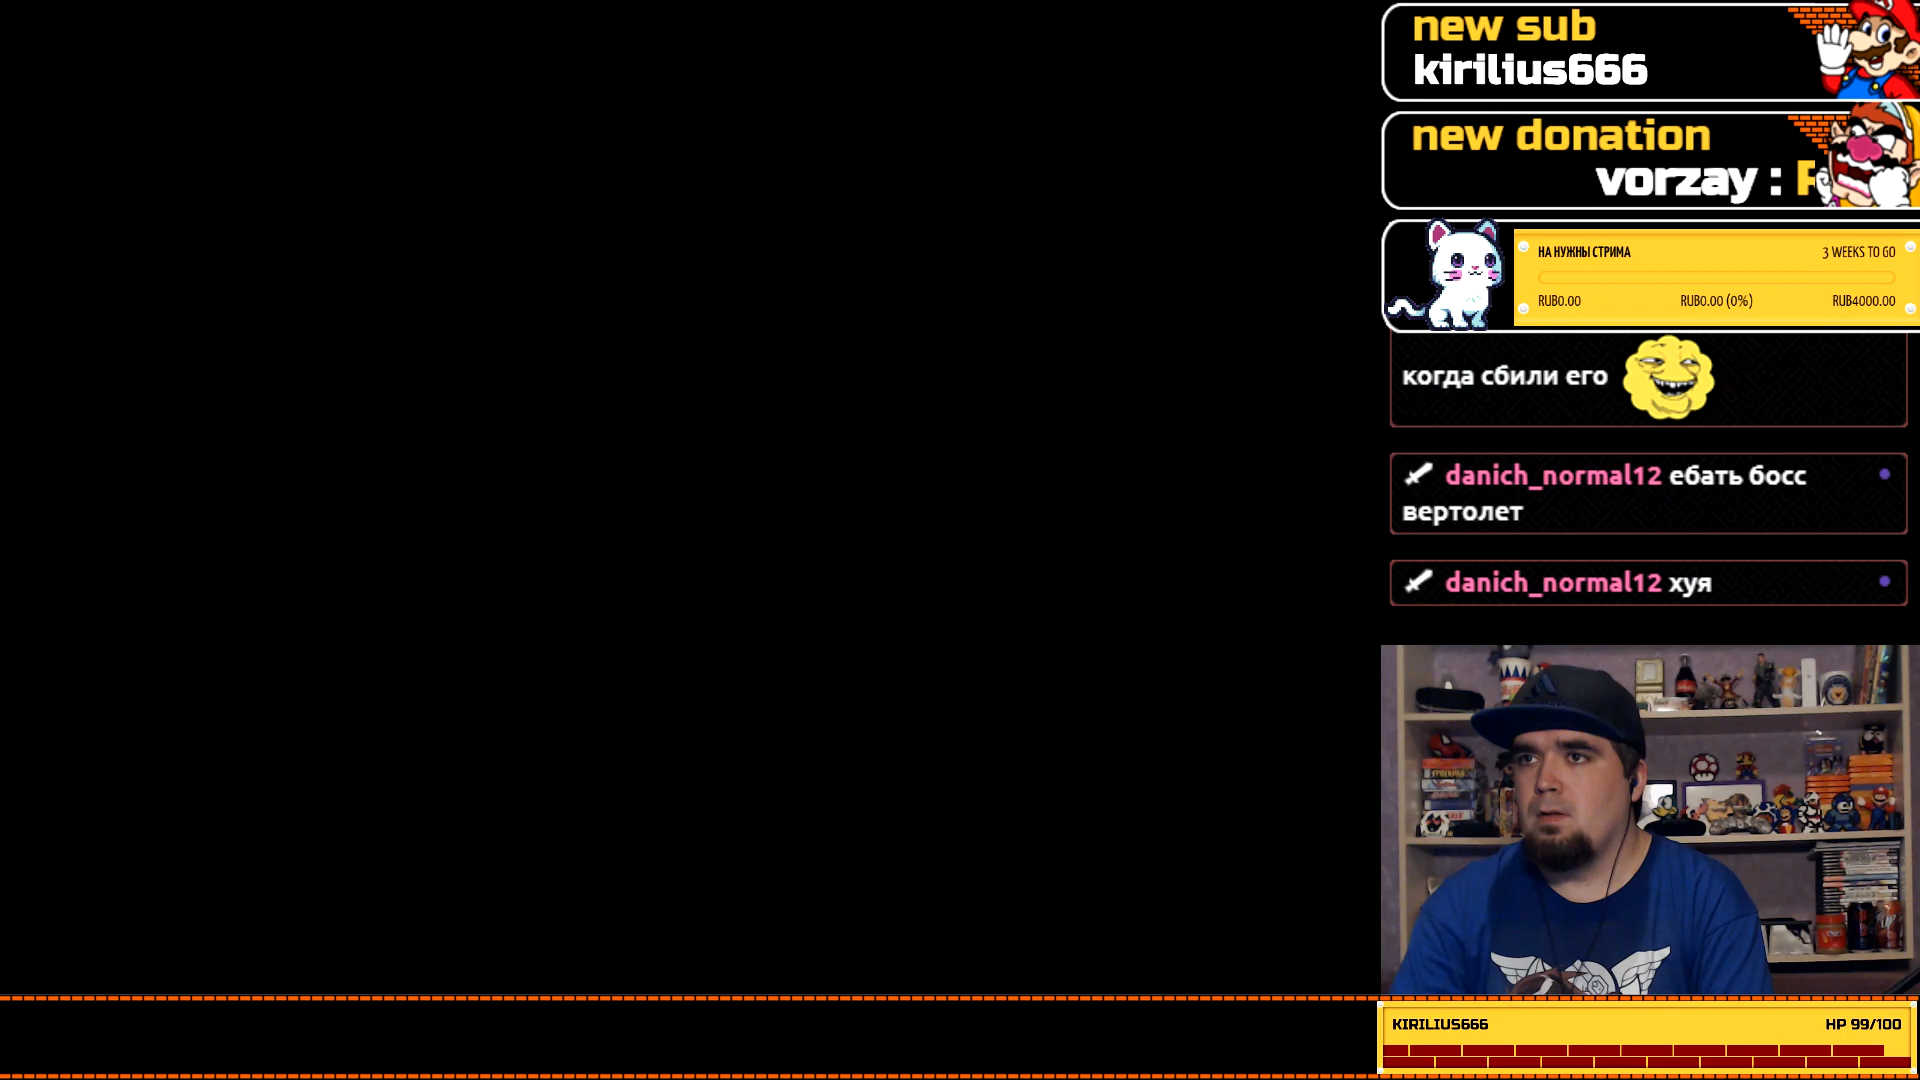 new sub
kirilius666
new donation
vorzay :
НА НУЖНЫ СТРИМА
3 WEEKS TO GO
RUB0.00
RUB0.00 (0%)
RUB4000.00
когда сбили его
danich_normal12 ебать босс
вертолет
danich_normal12 хуя
KIRILIUS666
HP 99/100